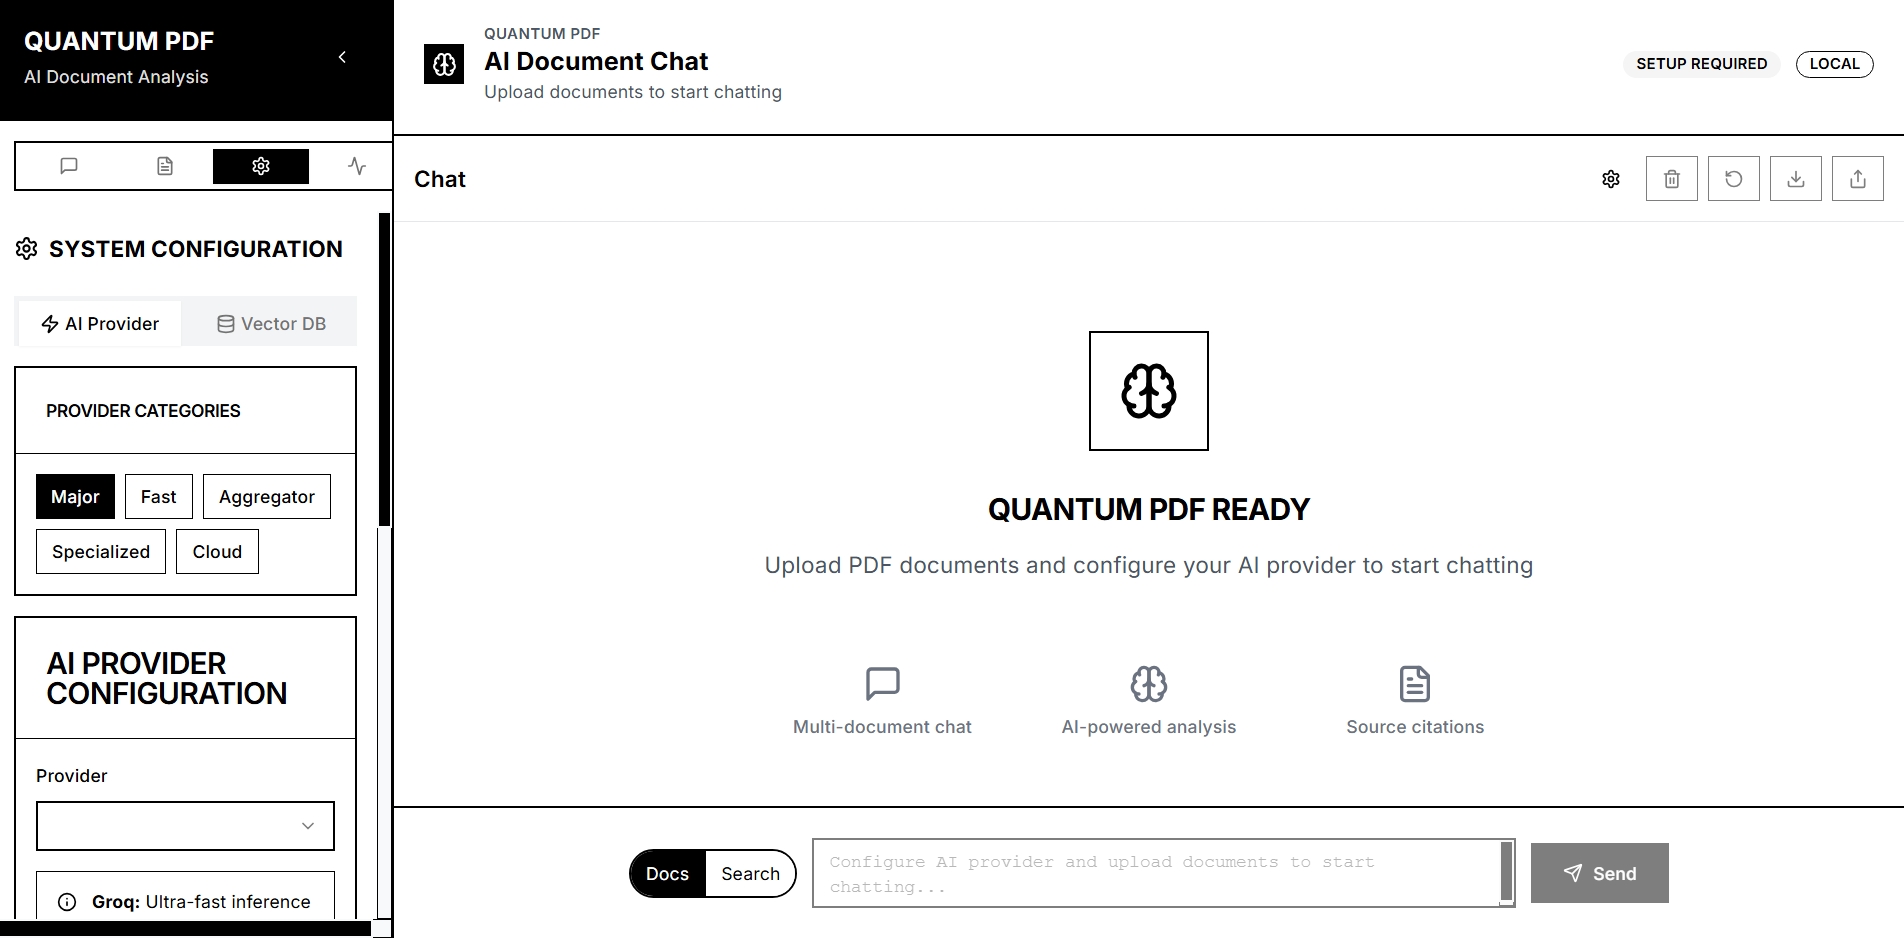 QUANTUM PDF
AI Document Analysis
SYSTEM CONFIGURATION
AI Provider
Vector DB
PROVIDER CATEGORIES
Major
Fast
Aggregator
Specialized
Cloud
AI PROVIDER
CONFIGURATION
Provider
Groq: Ultra-fast inference
QUANTUM PDF
AI Document Chat
Upload documents to start chatting
SETUP REQUIRED
LOCAL
Chat
QUANTUM PDF READY
Upload PDF documents and configure your AI provider to start chatting
Multi-document chat
AI-powered analysis
Source citations
Docs
Search
Configure AI provider and upload documents to start
chatting...
Send